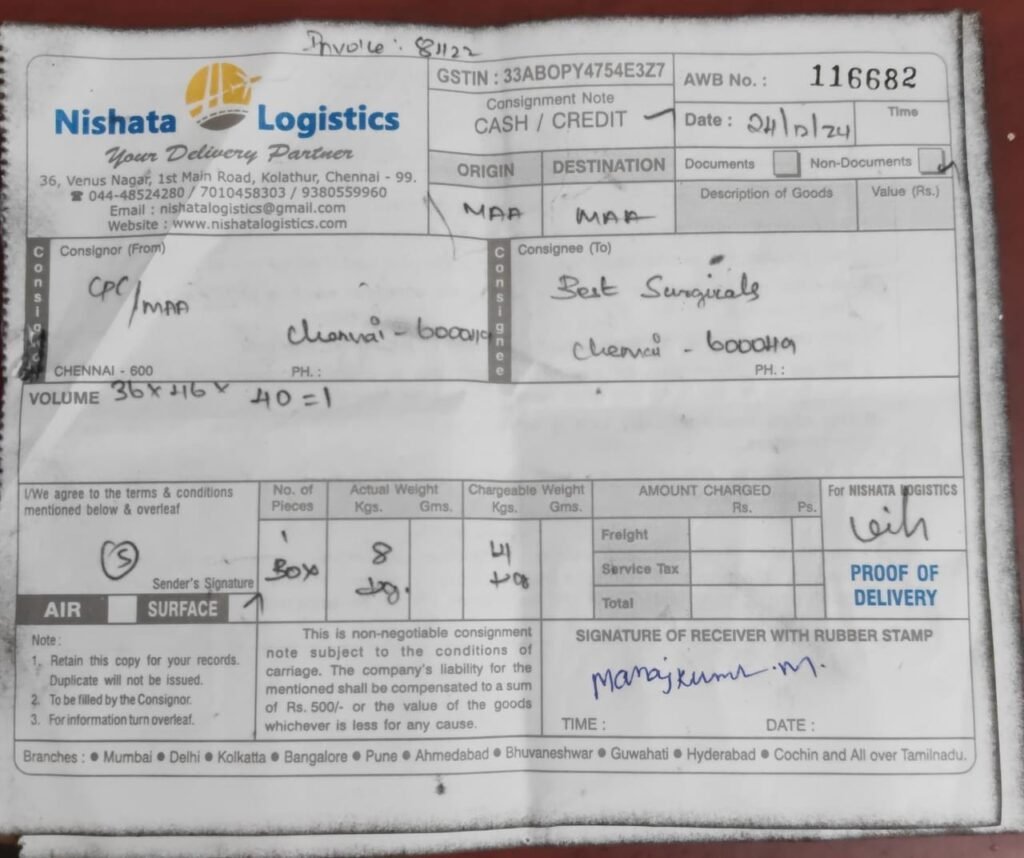 Invoice : 81122
Nishata Logistics
Your Delivery Partner
36, Venus Nagar, 1st Main Road, Kolathur, Chennai - 99.
☎ 044-48524280 / 7010458303 / 9380559960
Email : nishatalogistics@gmail.com
Website : www.nishatalogistics.com
GSTIN : 33ABOPY4754E3Z7
Consignment Note
CASH / CREDIT
AWB No. : 116682
Date : 24/12/24 Time
ORIGIN DESTINATION
MAA MAA
Documents Non-Documents
Description of Goods Value (Rs.)
Consignor
Consignor (From)
CPC/MAA
Chennai - 600049
CHENNAI - 600 PH. :
Consignee
Consignee (To)
Best Surgicals
Chennai - 600049
PH. :
VOLUME 36 x 46 x 40 = 1
I/We agree to the terms & conditions
mentioned below & overleaf
S
Sender's Signature
AIR SURFACE
No. of Pieces
1
Box
Actual Weight
Kgs. Gms.
8
kg.
Chargeable Weight
Kgs. Gms.
4
kg
AMOUNT CHARGED
Rs. Ps.
Freight
Service Tax
Total
For NISHATA LOGISTICS
PROOF OF
DELIVERY
Note :
1. Retain this copy for your records.
Duplicate will not be issued.
2. To be filled by the Consignor.
3. For information turn overleaf.
This is non-negotiable consignment
note subject to the conditions of
carriage. The company's liability for the
mentioned shall be compensated to a sum
of Rs. 500/- or the value of the goods
whichever is less for any cause.
SIGNATURE OF RECEIVER WITH RUBBER STAMP
Manajkumr. M.
TIME : DATE :
Branches : ● Mumbai ● Delhi ● Kolkatta ● Bangalore ● Pune ● Ahmedabad ● Bhuvaneshwar ● Guwahati ● Hyderabad ● Cochin and All over Tamilnadu.